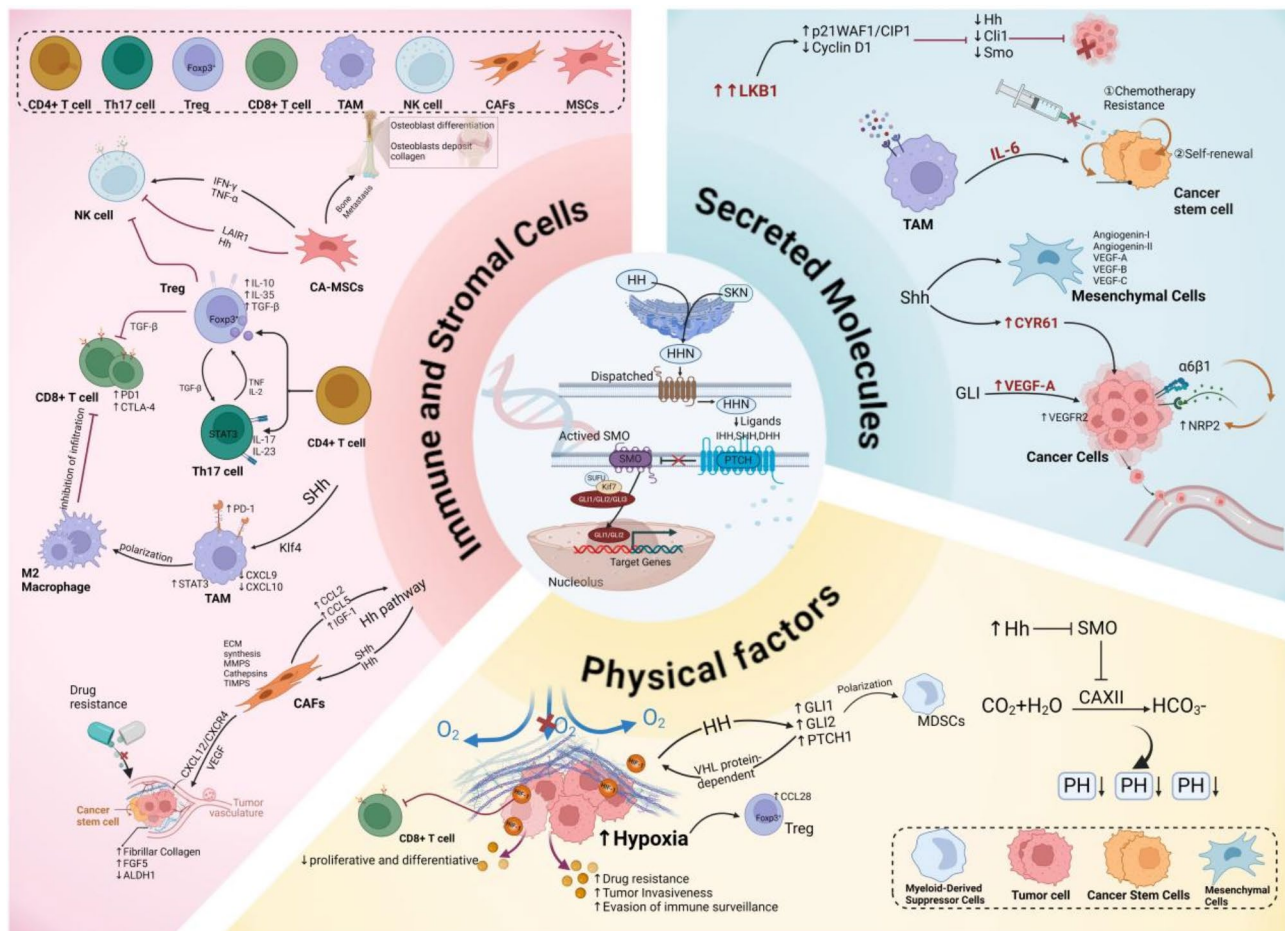 CD4+ T cell
Th17 cell
Foxp3⁺
Treg
CD8+ T cell
TAM
NK cell
CAFs
MSCs
Osteoblast differentiation
Osteoblasts deposit
collagen
Bone
Metastasis
NK cell
IFN-γ
TNF-α
LAIR1
Hh
CA-MSCs
Treg
Foxp3⁺
↑IL-10
↑IL-35
↑TGF-β
TGF-β
CD8+ T cell
↑PD1
↑CTLA-4
TGF-β
TNF
IL-2
STAT3
IL-17
IL-23
Th17 cell
CD4+ T cell
inhibition of infiltration
SHh
Klf4
↑PD-1
polarization
M2
Macrophage
↑STAT3
↓CXCL9
↓CXCL10
TAM
↑CCL2
↑CCL5
↑IGF-1
Hh pathway
SHh
IHh
ECM
synthesis
MMPS
Cathepsins
TIMPS
CAFs
Drug
resistance
CXCL12/CXCR4
VEGF
Cancer
stem cell
Tumor
vasculature
↑Fibrillar Collagen
↑FGF5
↓ALDH1
Immune and Stromal Cells
HH
SKN
HHN
Dispatched
HHN
↓Ligands
IHH,SHH,DHH
Actived SMO
SMO
PTCH
SUFU
Kif7
GLI1/GLI2/GLI3
GLI1/GLI2
Target Genes
Nucleolus
Secreted Molecules
↑↑LKB1
↑p21WAF1/CIP1
↓Cyclin D1
↓Hh
↓Cli1
↓Smo
①Chemotherapy
Resistance
②Self-renewal
IL-6
TAM
Cancer
stem cell
Shh
Angiogenin-I
Angiogenin-II
VEGF-A
VEGF-B
VEGF-C
Mesenchymal Cells
↑CYR61
GLI
↑VEGF-A
↑VEGFR2
α6β1
↑NRP2
Cancer Cells
Physical factors
O₂
O₂
O₂
HH
↑GLI1
↑GLI2
↑PTCH1
Polarization
MDSCs
VHL protein-
dependent
CD8+ T cell
↓proliferative and differentiative
↑Hypoxia
↑CCL28
Foxp3⁺
Treg
↑Drug resistance
↑Tumor Invasiveness
↑Evasion of immune surveillance
↑Hh
SMO
CO₂+H₂O
CAXII
HCO₃-
PH↓ PH↓ PH↓
Myeloid-Derived
Suppressor Cells
Tumor cell
Cancer Stem Cells
Mesenchymal
Cells